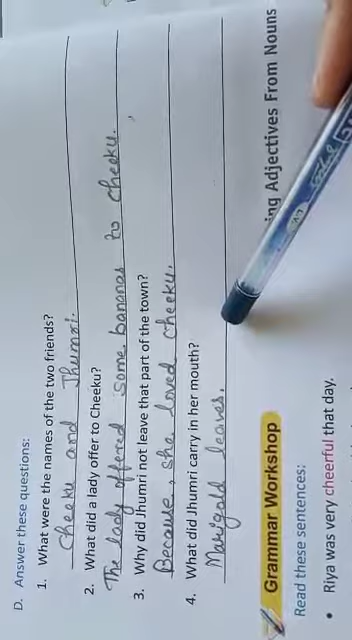 D. Answer these questions:
1. What were the names of the two friends?
Cheeku and Jhumri.
2. What did a lady offer to Cheeku?
The lady offered some bananas to cheeku.
3. Why did Jhumri not leave that part of the town?
Because, she loved cheeku.
4. What did Jhumri carry in her mouth?
Marigold leaves.
Grammar Workshop
ing Adjectives From Nouns
Read these sentences:
• Riya was very cheerful that day.